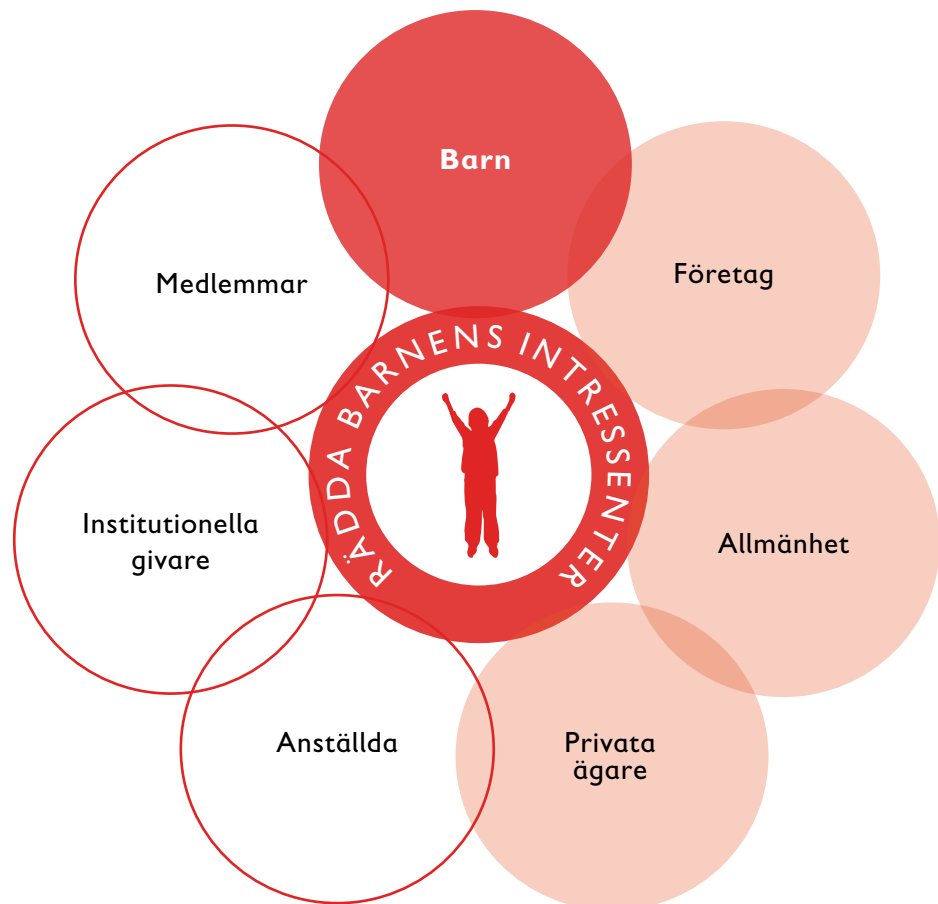 Barn
Företag
Allmänhet
Privata
ägare
Anställda
Institutionella
givare
Medlemmar
RÄDDA BARNENS INTRESSENTER